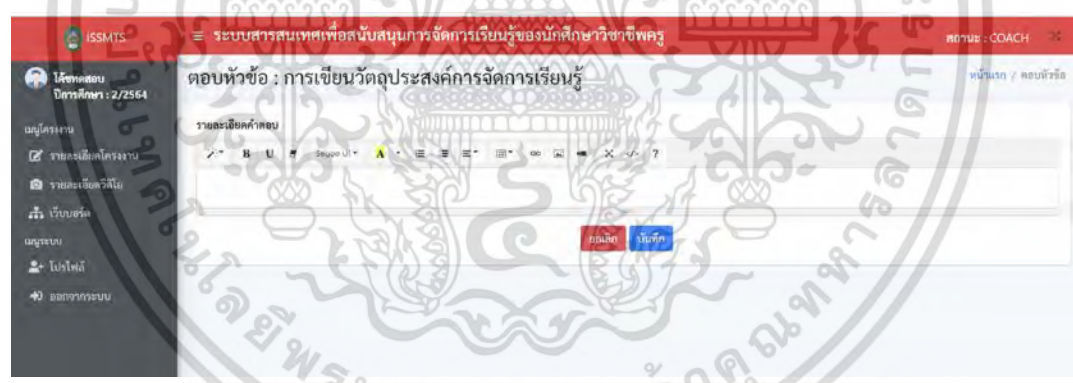 iSSMTS
≡ ระบบสารสนเทศเพื่อสนับสนุนการจัดการเรียนรู้ของนักศึกษาวิชาชีพครู
สถานะ : COACH
โค้ชทดสอบ
ปีการศึกษา : 2/2564
เมนูโครงงาน
รายละเอียดโครงงาน
รายละเอียดวิดีโอ
เว็บบอร์ด
เมนูระบบ
โปรไฟล์
ออกจากระบบ
ตอบหัวข้อ : การเขียนวัตถุประสงค์การจัดการเรียนรู้
หน้าแรก / ตอบหัวข้อ
รายละเอียดคำตอบ
B U Segoe UI A ?
ยกเลิก บันทึก